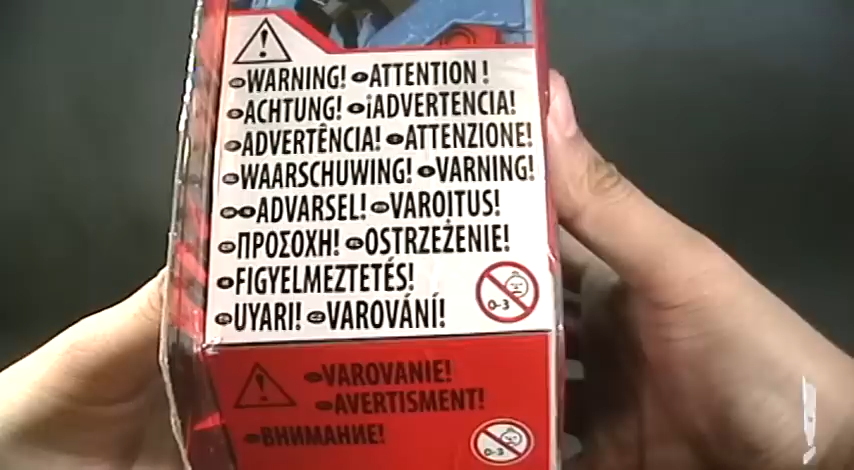 WARNING! ATTENTION !
ACHTUNG! ¡ADVERTENCIA!
ADVERTÊNCIA! ATTENZIONE!
WAARSCHUWING! VARNING!
ADVARSEL! VAROITUS!
ΠΡΟΣΟΧΗ! OSTRZEŻENIE!
FIGYELMEZTETÉS!
0-3
UYARI! VAROVÁNÍ!
VAROVANIE!
AVERTISMENT!
ВНИМАНИЕ!
0-3